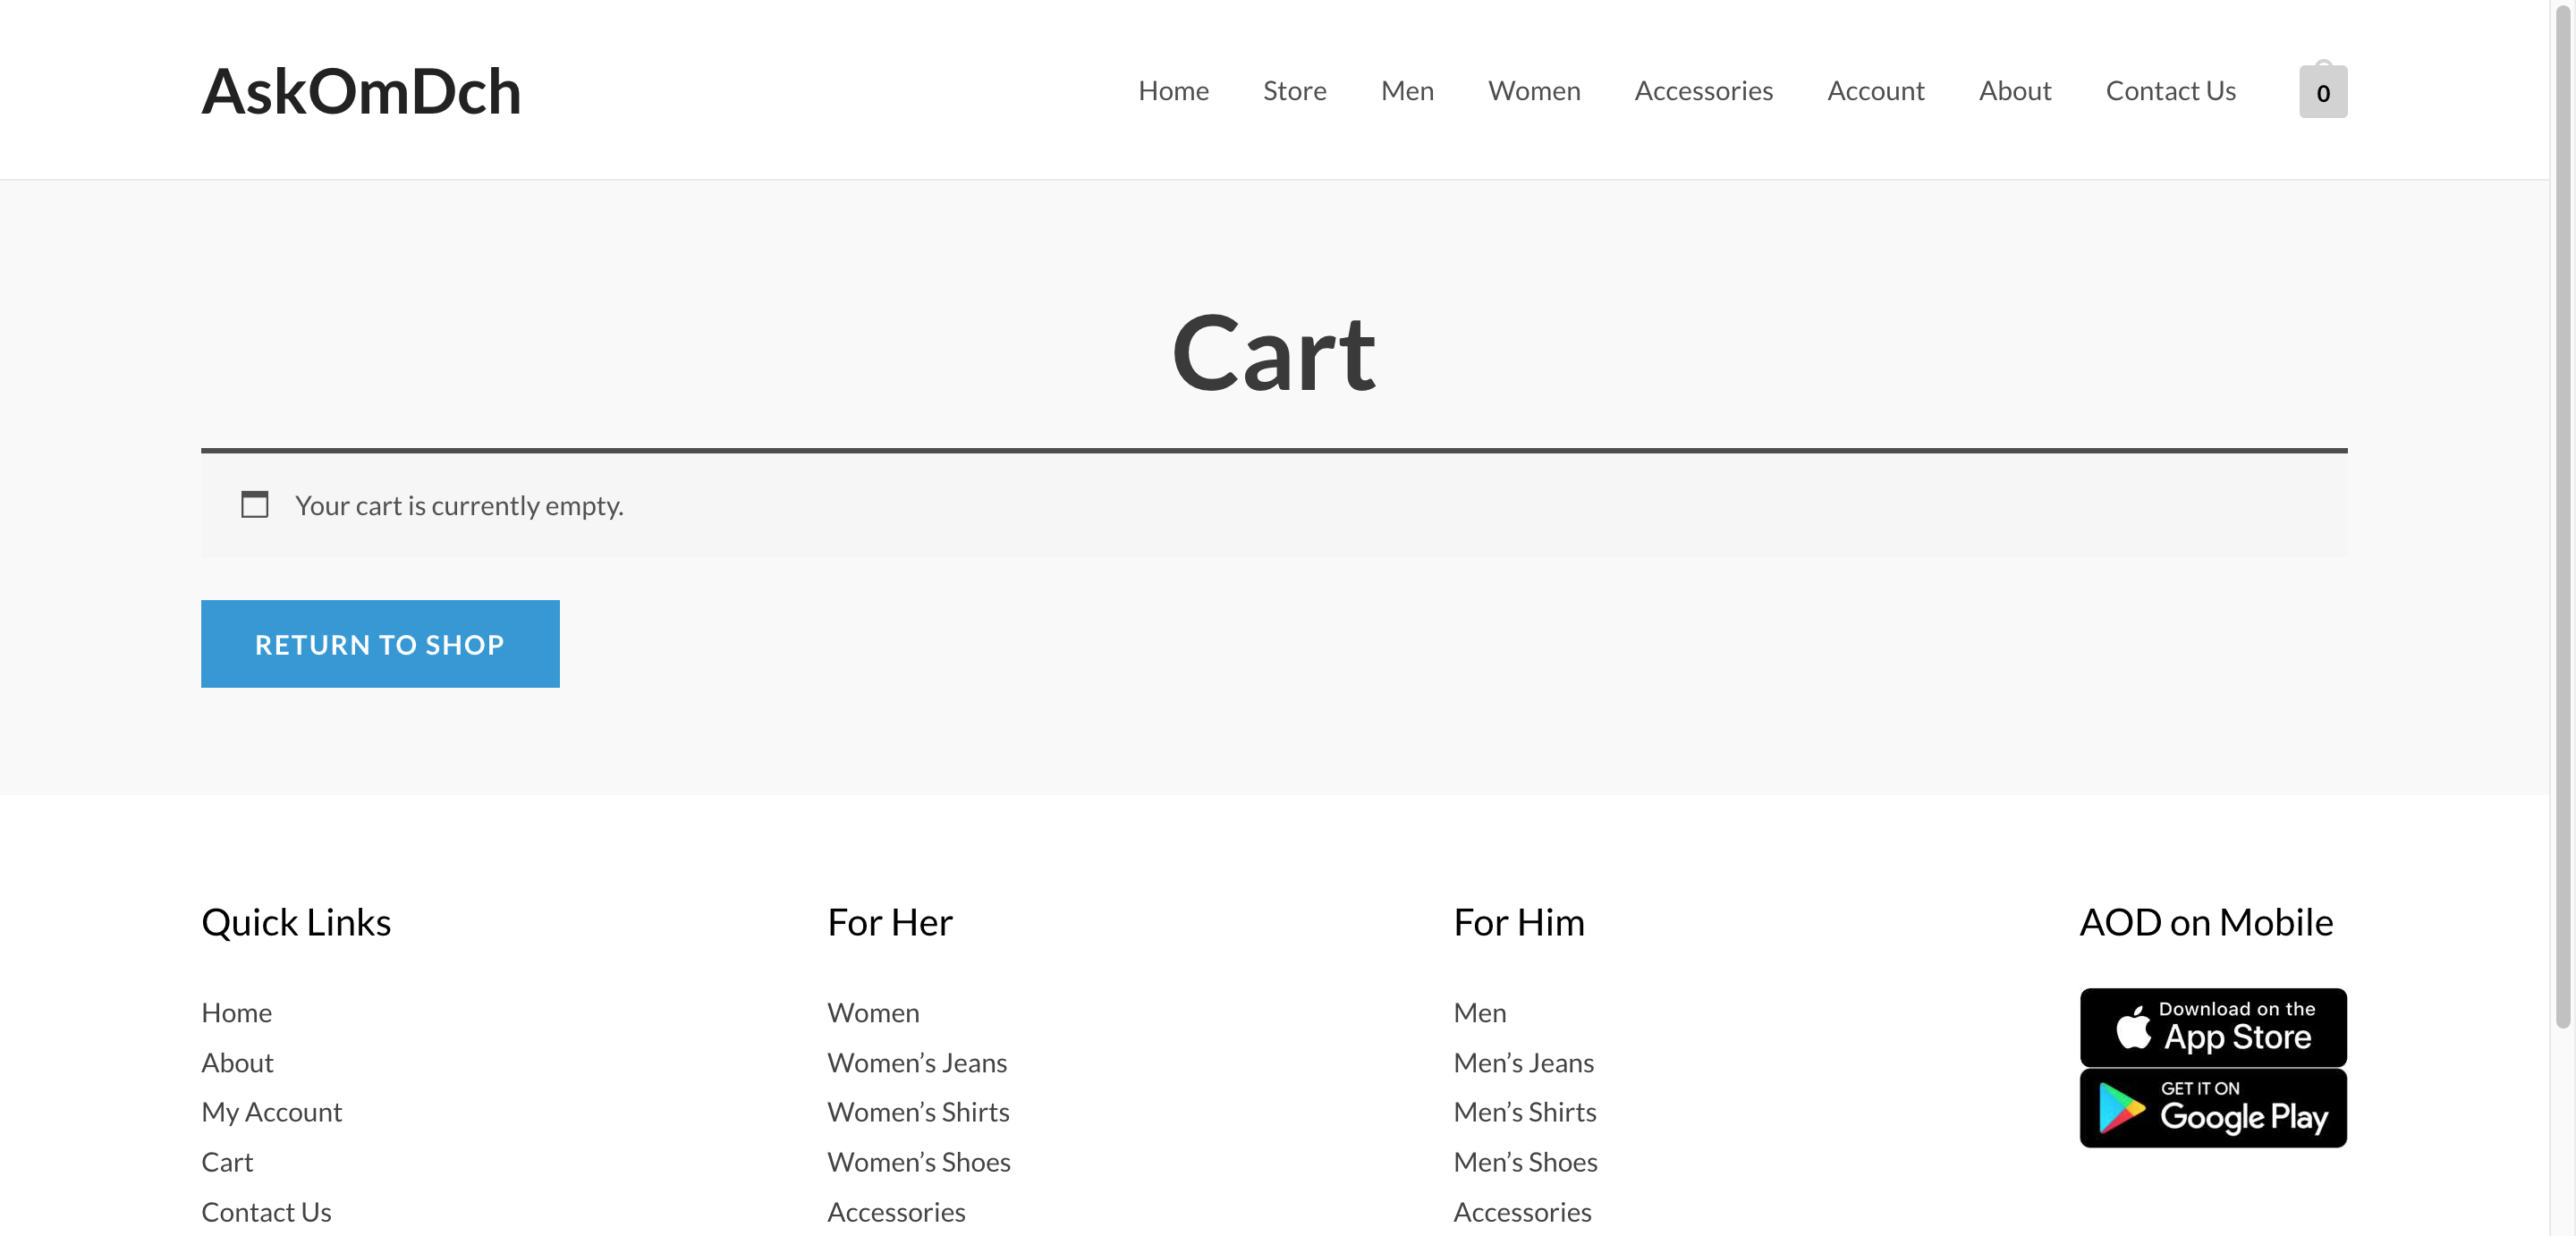 AskOmDch
Home Store Men Women Accessories Account About Contact Us 0
Cart
Your cart is currently empty.
RETURN TO SHOP
Quick Links
Home
About
My Account
Cart
Contact Us
For Her
Women
Women’s Jeans
Women’s Shirts
Women’s Shoes
Accessories
For Him
Men
Men’s Jeans
Men’s Shirts
Men’s Shoes
Accessories
AOD on Mobile
Download on the
App Store
GET IT ON
Google Play